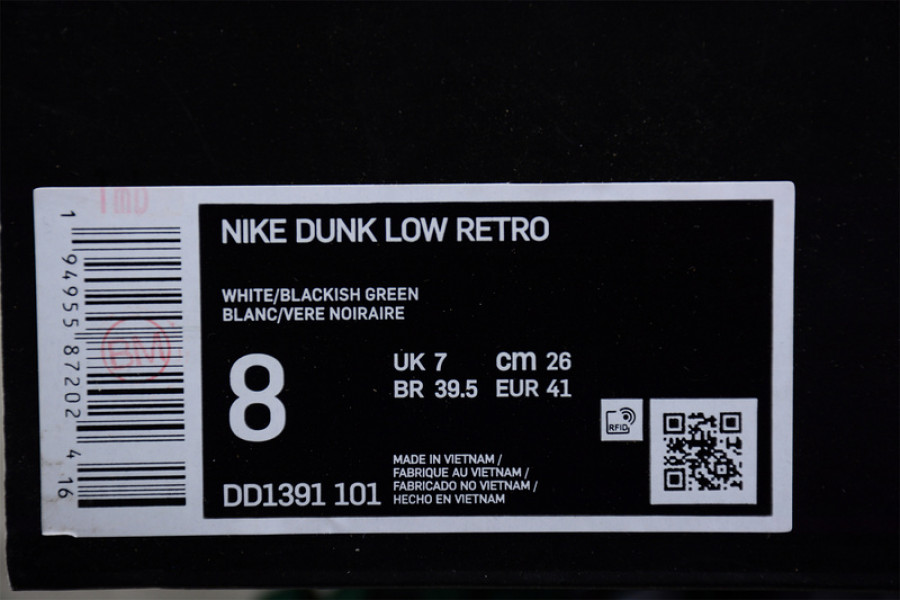 NIKE DUNK LOW RETRO
WHITE/BLACKISH GREEN
BLANC/VERE NOIRAIRE
8
UK 7 cm 26
BR 39.5 EUR 41
RFID
MADE IN VIETNAM /
FABRIQUE AU VIETNAM /
FABRICADO NO VIETNAM /
HECHO EN VIETNAM
DD1391 101
1 94955 87202 4 16
BM